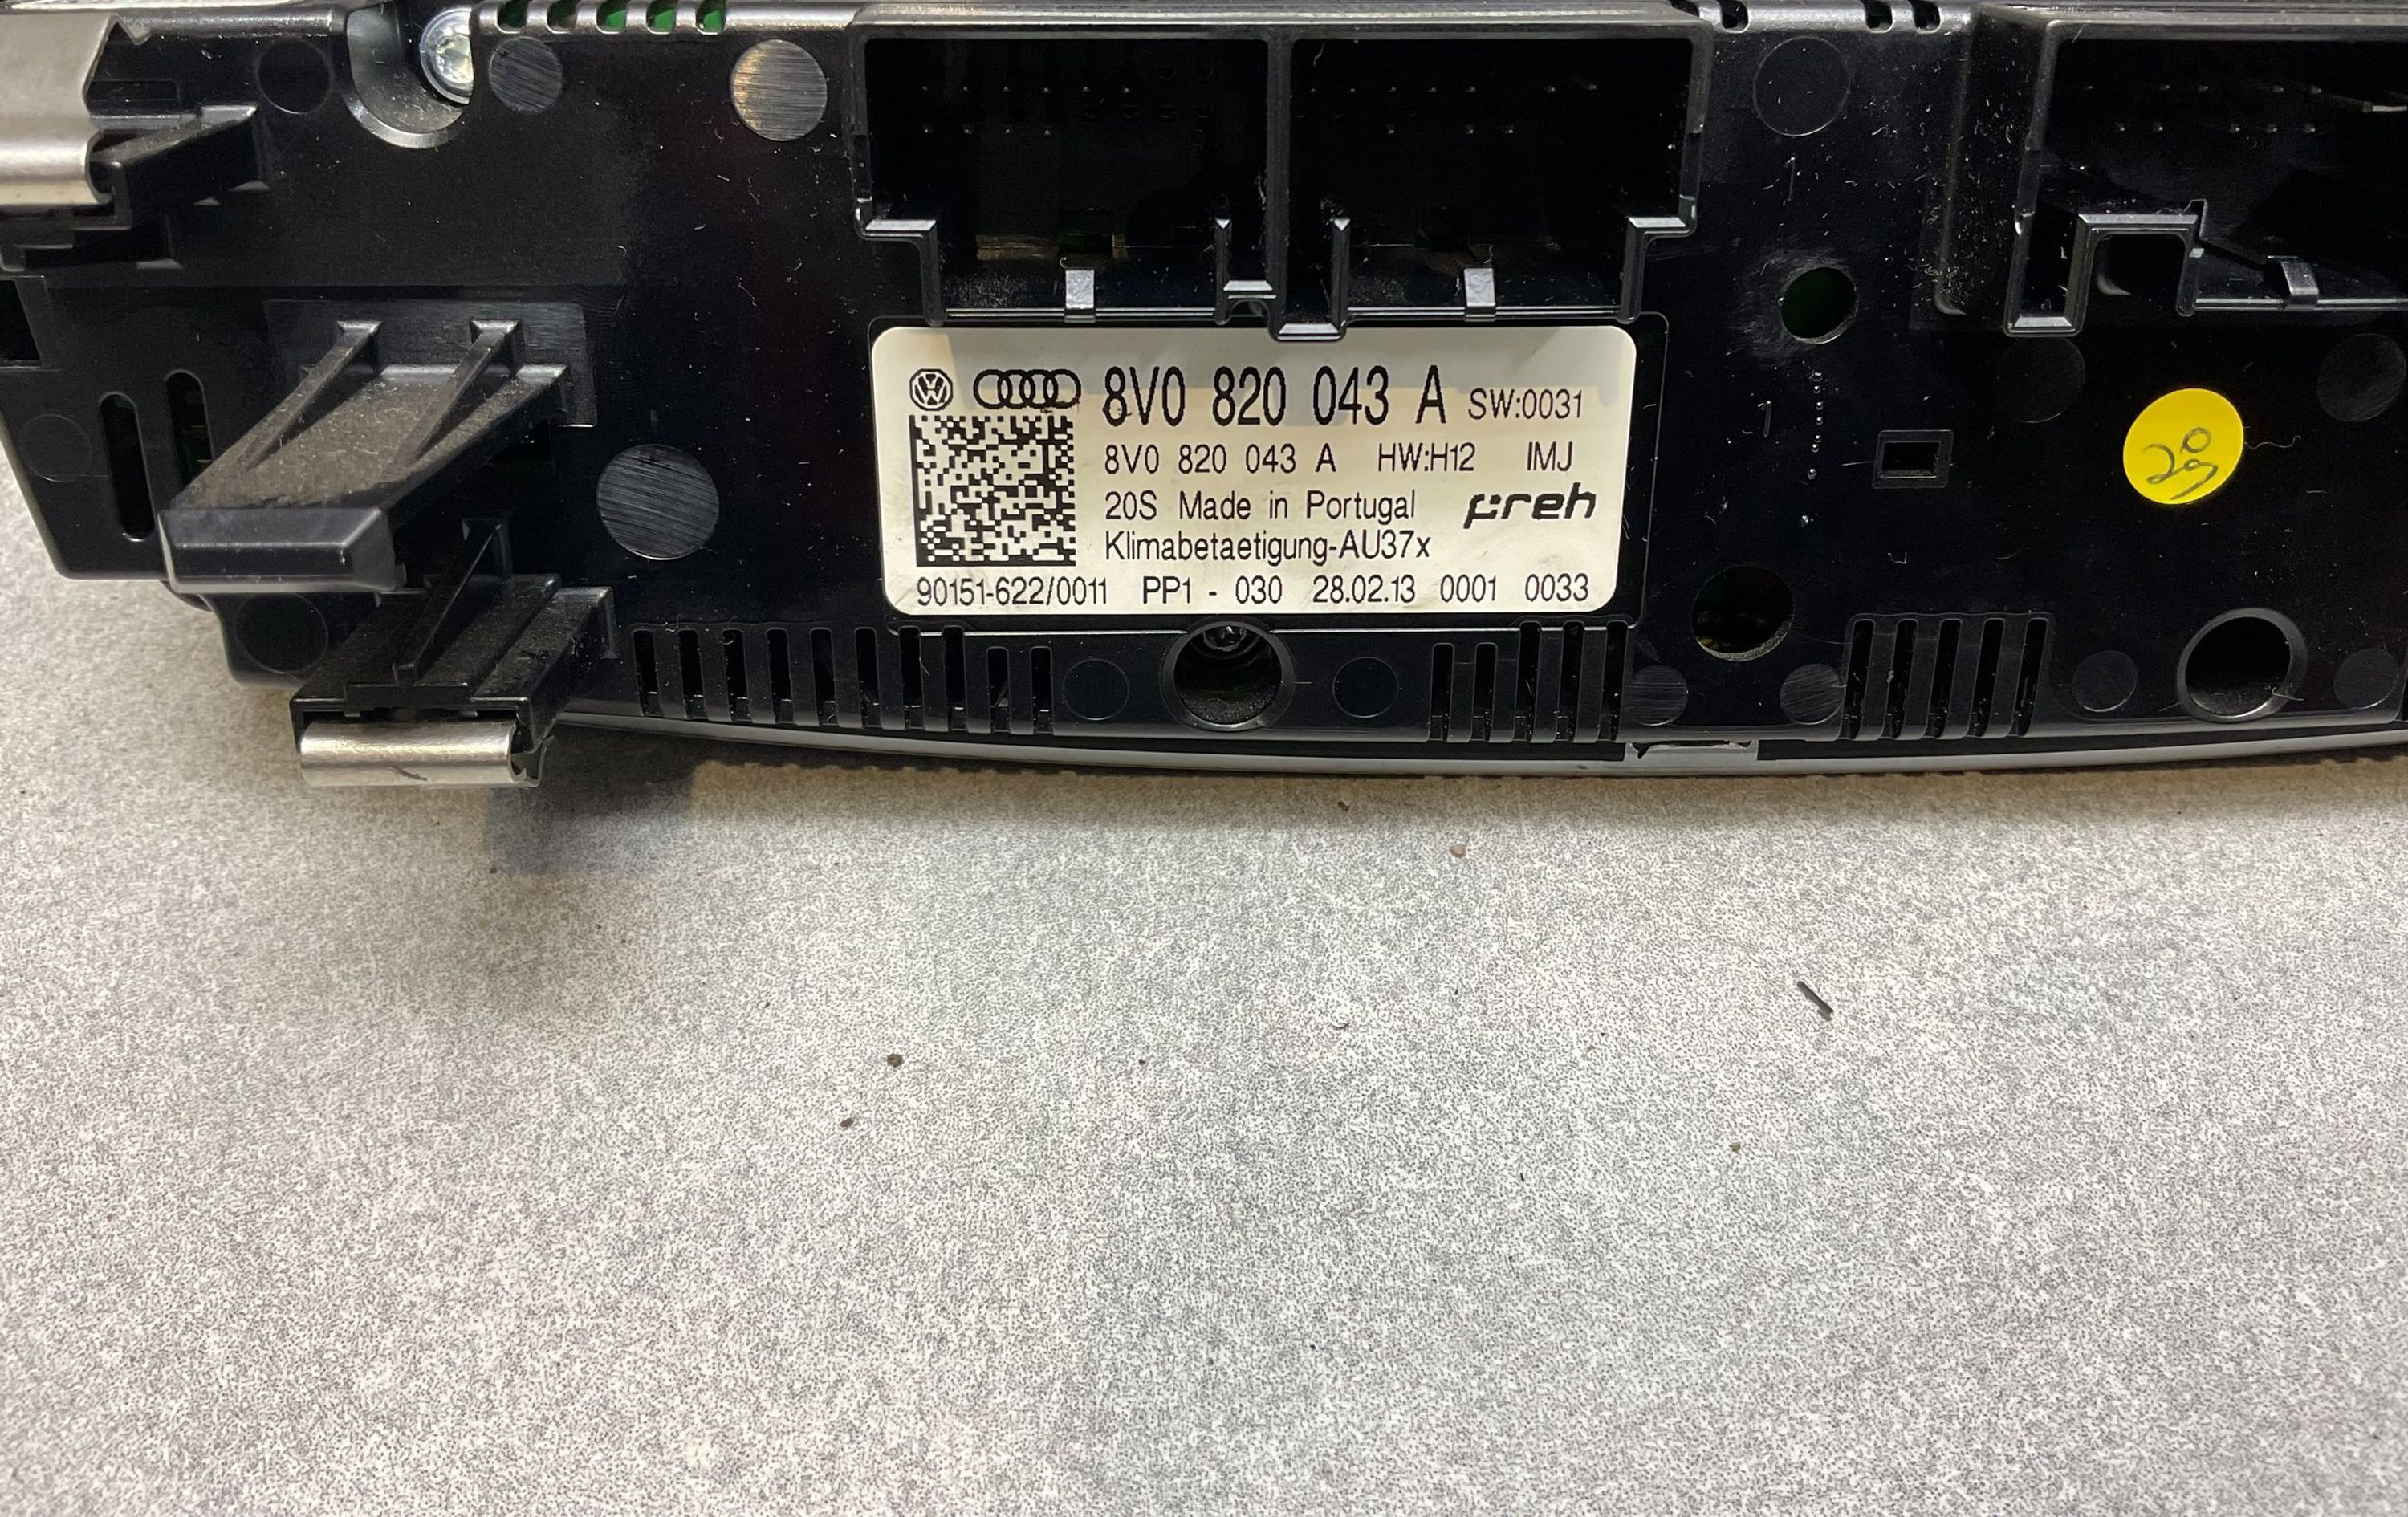 8V0 820 043 A SW:0031
8V0 820 043 A HW:H12 IMJ
20S Made in Portugal preh
Klimabetaetigung-AU37x
90151-622/0011 PP1 - 030 28.02.13 0001 0033